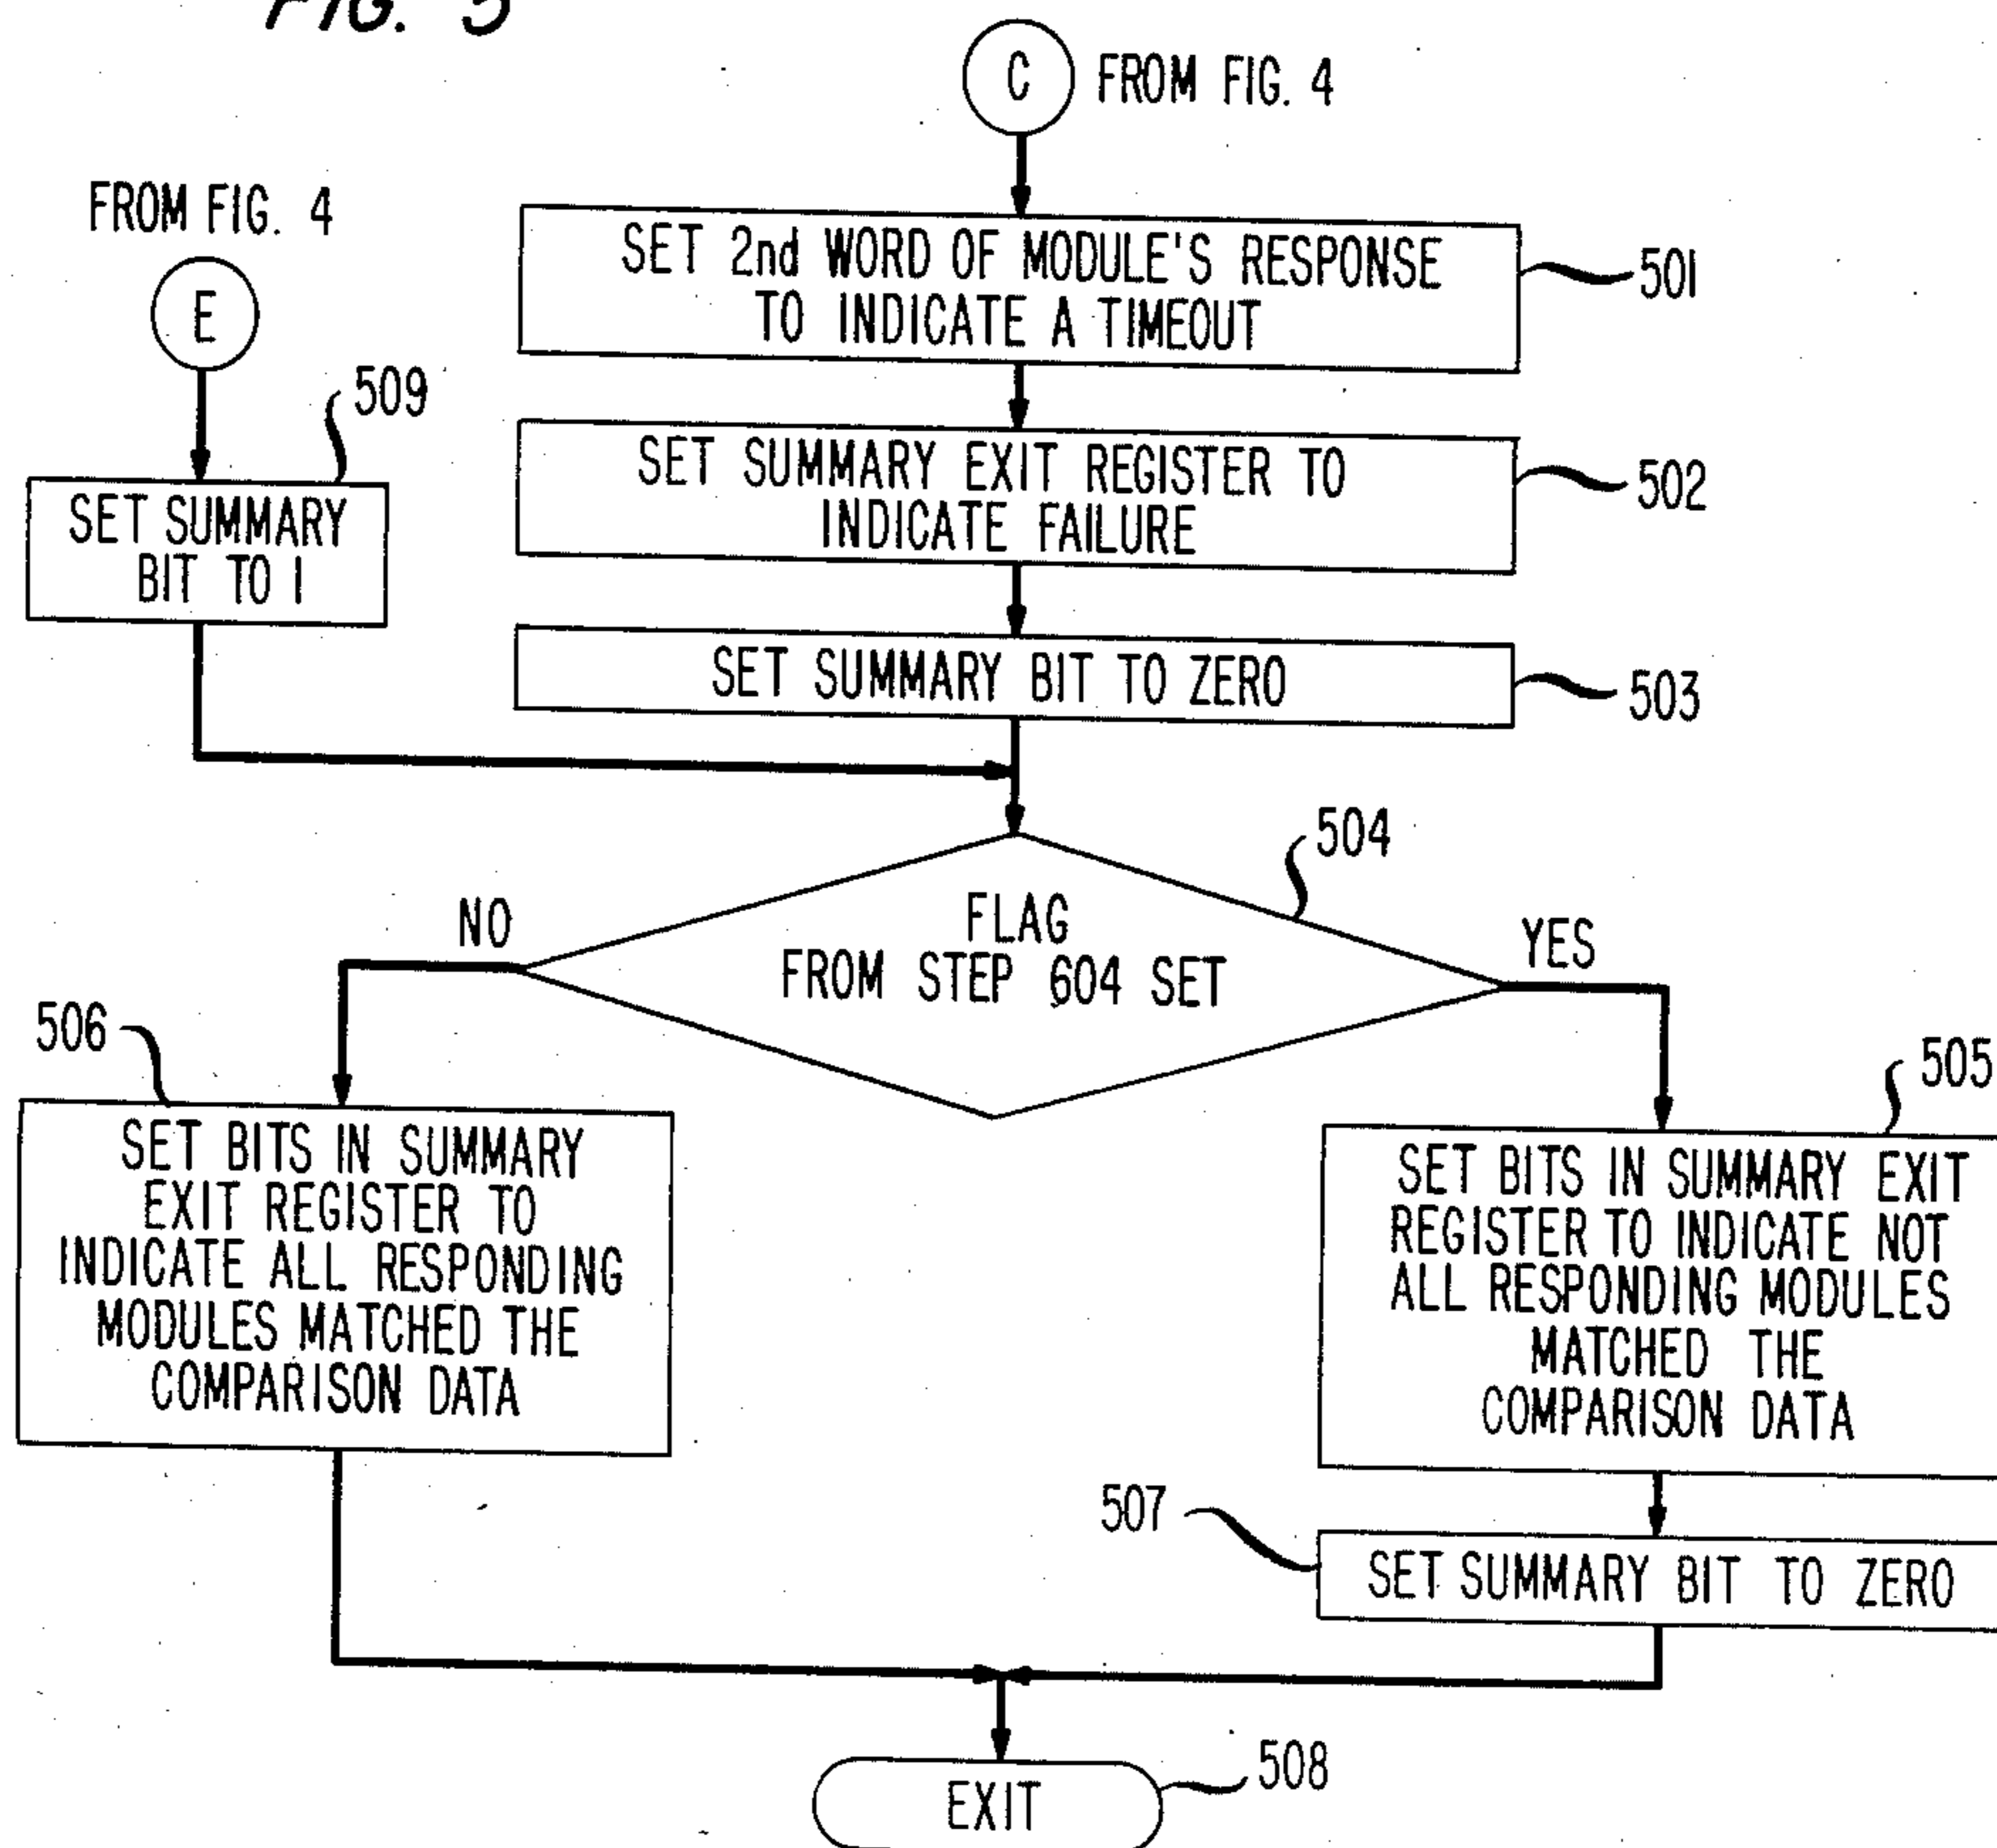 FIG. 5
C FROM FIG. 4
FROM FIG. 4
E
SET 2nd WORD OF MODULE'S RESPONSE
TO INDICATE A TIMEOUT
501
509
SET SUMMARY
BIT TO 1
SET SUMMARY EXIT REGISTER TO
INDICATE FAILURE
502
SET SUMMARY BIT TO ZERO
503
504
FLAG
FROM STEP 604 SET
NO
YES
506
SET BITS IN SUMMARY
EXIT REGISTER TO
INDICATE ALL RESPONDING
MODULES MATCHED THE
COMPARISON DATA
505
SET BITS IN SUMMARY EXIT
REGISTER TO INDICATE NOT
ALL RESPONDING MODULES
MATCHED THE
COMPARISON DATA
507
SET SUMMARY BIT TO ZERO
EXIT
508